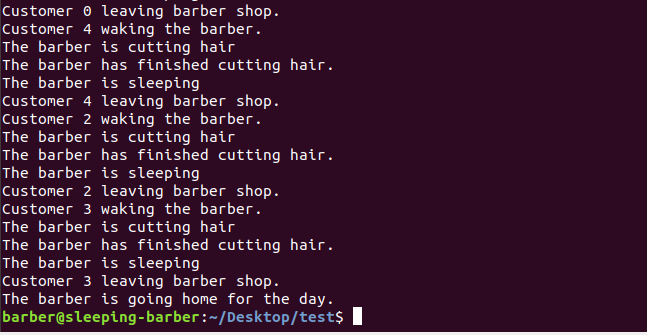 Customer 0 leaving barber shop.
Customer 4 waking the barber.
The barber is cutting hair
The barber has finished cutting hair.
The barber is sleeping
Customer 4 leaving barber shop.
Customer 2 waking the barber.
The barber is cutting hair
The barber has finished cutting hair.
The barber is sleeping
Customer 2 leaving barber shop.
Customer 3 waking the barber.
The barber is cutting hair
The barber has finished cutting hair.
The barber is sleeping
Customer 3 leaving barber shop.
The barber is going home for the day.
barber@sleeping-barber:~/Desktop/test$